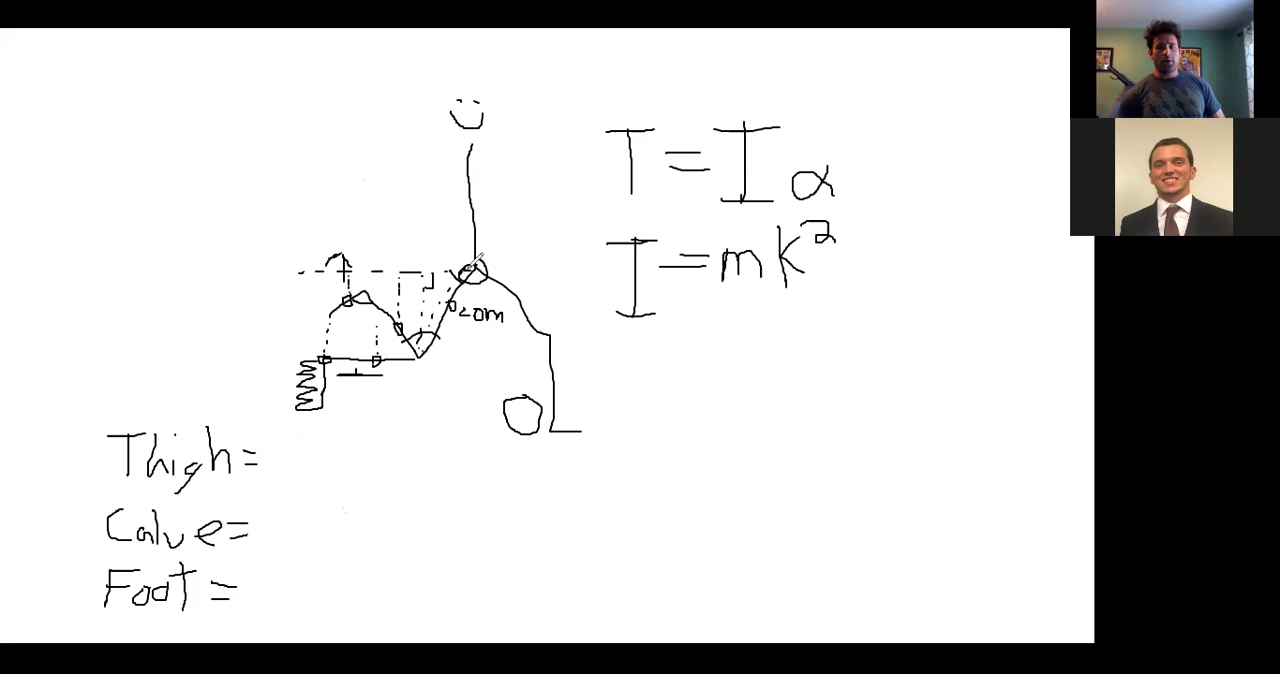 T = I α
I = mk²
com
Thigh =
Calve =
Foot =